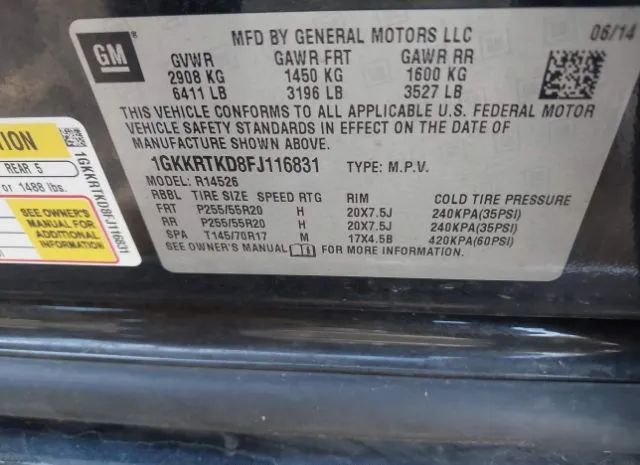 GM
®
MFD BY GENERAL MOTORS LLC
06/14
GVWR GAWR FRT GAWR RR
2908 KG 1450 KG 1600 KG
6411 LB 3196 LB 3527 LB
THIS VEHICLE CONFORMS TO ALL APPLICABLE U.S. FEDERAL MOTOR
VEHICLE SAFETY STANDARDS IN EFFECT ON THE DATE OF
MANUFACTURE SHOWN ABOVE.
1GKKRTKD8FJ116831 TYPE: M.P.V.
MODEL: R14526
RBBL TIRE SIZE SPEED RTG RIM COLD TIRE PRESSURE
FRT P255/55R20 H 20X7.5J 240KPA(35PSI)
RR P255/55R20 H 20X7.5J 240KPA(35PSI)
SPA T145/70R17 M 17X4.5B 420KPA(60PSI)
SEE OWNER'S MANUAL FOR MORE INFORMATION.
REAR 5
or 1488 lbs.
SEE OWNER'S
MANUAL FOR
ADDITIONAL
INFORMATION
1GKKRTKD8FJ116831